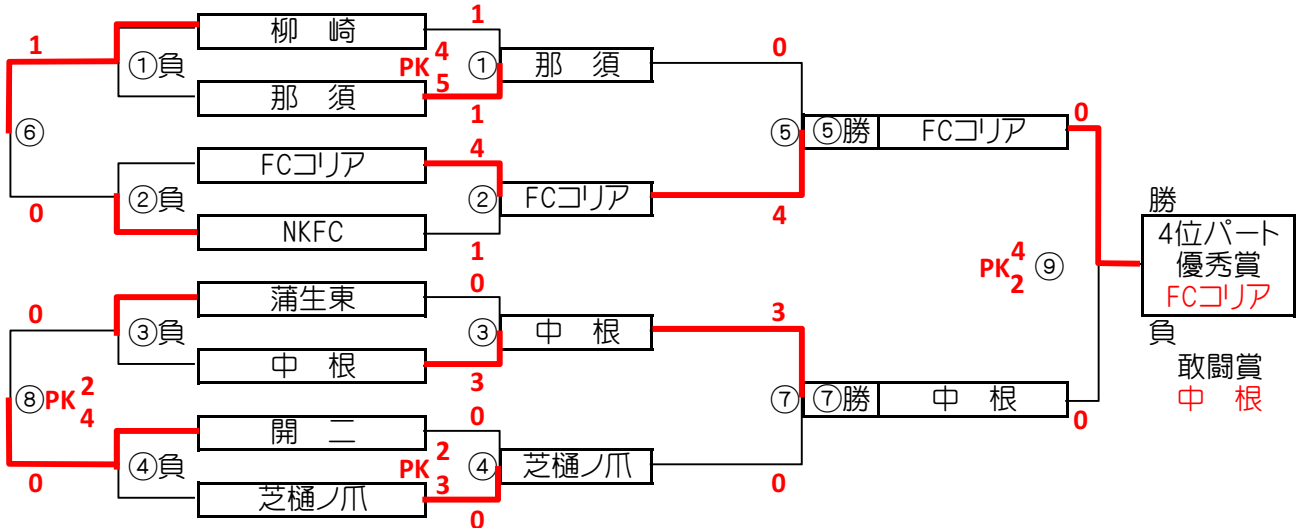 柳 崎
那 須
FCコリア
NKFC
蒲生東
中 根
開 二
芝樋ノ爪
①負
②負
③負
④負
1
⑥
0
0
⑧ PK 2
4
0
1
PK 4
5
①
1
4
②
1
0
③
3
0
PK 2
3
④
0
那 須
FCコリア
中 根
芝樋ノ爪
0
⑤
4
3
⑦
0
⑤勝 FCコリア
⑦勝 中 根
0
PK 4
2
⑨
0
勝
4位パート
優秀賞
FCコリア
負
敢闘賞
中 根